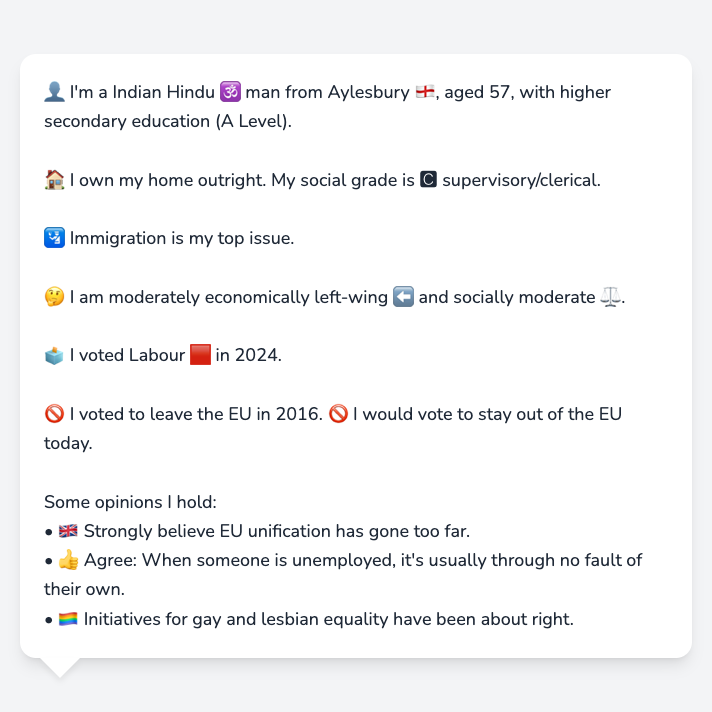 👤 I'm a Indian Hindu 🕉️ man from Aylesbury 🏴󠁧󠁢󠁥󠁮󠁧󠁿, aged 57, with higher
secondary education (A Level).
🏠 I own my home outright. My social grade is 🅲 supervisory/clerical.
🛂 Immigration is my top issue.
🤔 I am moderately economically left-wing ⬅️ and socially moderate ⚖️.
🗳️ I voted Labour 🟥 in 2024.
🚫 I voted to leave the EU in 2016. 🚫 I would vote to stay out of the EU
today.
Some opinions I hold:
• 🇬🇧 Strongly believe EU unification has gone too far.
• 👍 Agree: When someone is unemployed, it's usually through no fault of
their own.
• 🏳️‍🌈 Initiatives for gay and lesbian equality have been about right.